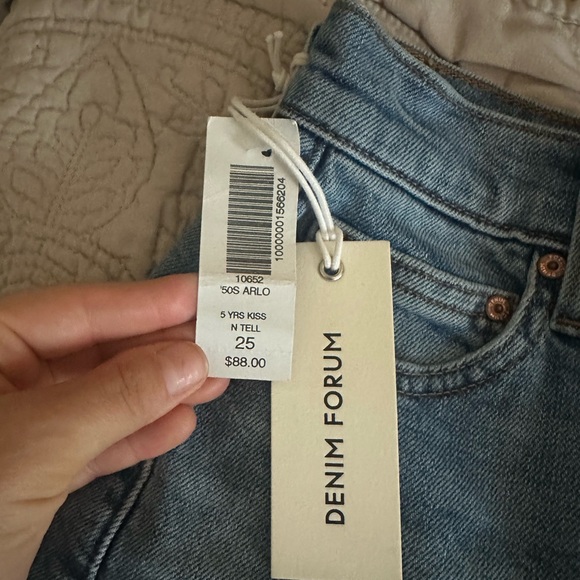 10000001566204
10652
'50S ARLO
5 YRS KISS
N TELL
25
$88.00
DENIM FORUM